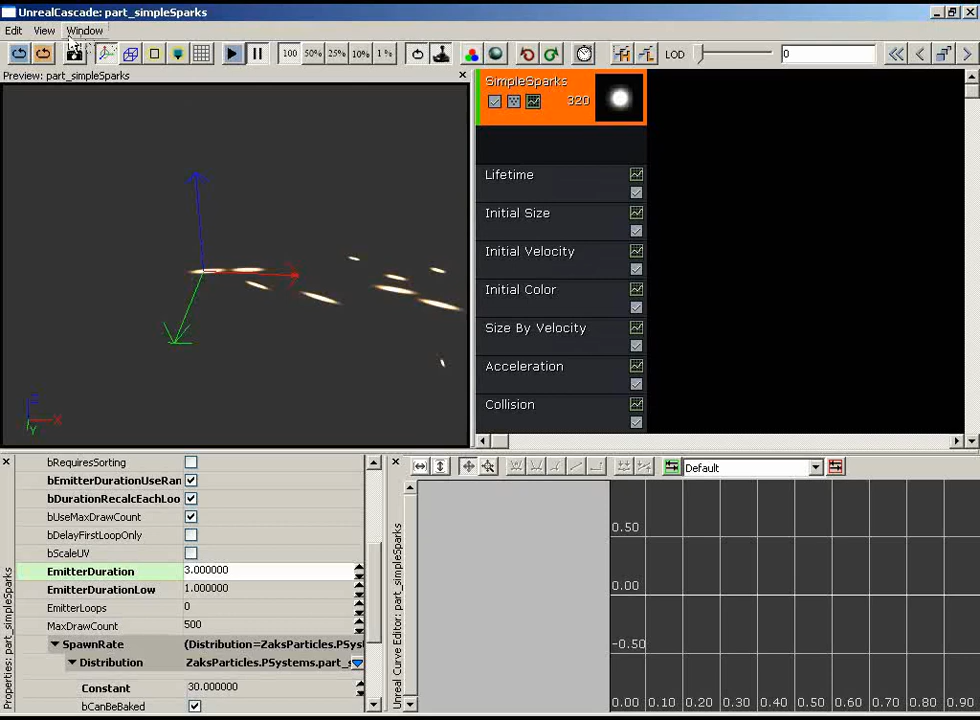 UnrealCascade: part_simpleSparks
Edit View Window
100 50% 25% 10% 1% LOD 0
Preview: part_simpleSparks
SimpleSparks
320
Lifetime
Initial Size
Initial Velocity
Initial Color
Size By Velocity
Acceleration
Collision
Z
X
Y
bRequiresSorting
bEmitterDurationUseRan
bDurationRecalcEachLoo
bUseMaxDrawCount
bDelayFirstLoopOnly
bScaleUV
EmitterDuration 3.000000
EmitterDurationLow 1.000000
EmitterLoops 0
MaxDrawCount 500
SpawnRate (Distribution=ZaksParticles.PSys
Distribution ZaksParticles.PSystems.part_s
Constant 30.000000
bCanBeBaked
Properties: part_simpleSparks
Default
Unreal Curve Editor: part_simpleSparks
0.50
0.00
-0.50
0.00 0.10 0.20 0.30 0.40 0.50 0.60 0.70 0.80 0.90